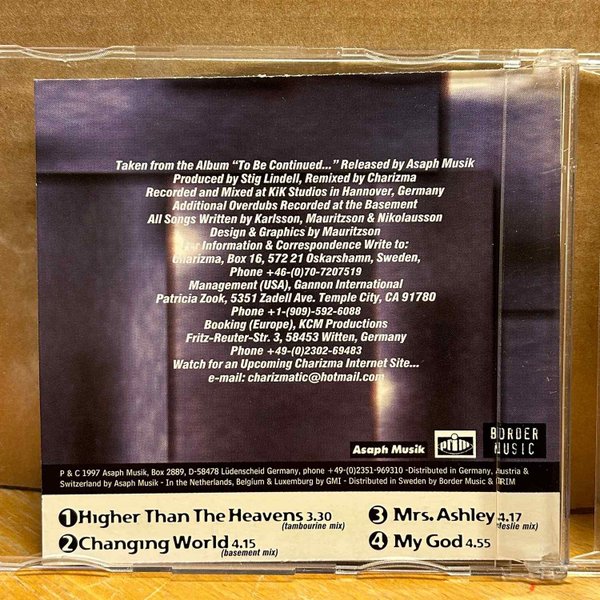 Taken from the Album “To Be Continued...” Released by Asaph Musik
Produced by Stig Lindell, Remixed by Charizma
Recorded and Mixed at KiK Studios in Hannover, Germany
Additional Overdubs Recorded at the Basement
All Songs Written by Karlsson, Mauritzson & Nikolausson
Design & Graphics by Mauritzson
For Information & Correspondence Write to:
Charizma, Box 16, 572 21 Oskarshamn, Sweden,
Phone +46-(0)70-7207519
Management (USA), Gannon International
Patricia Zook, 5351 Zadell Ave. Temple City, CA 91780
Phone +1-(909)-592-6088
Booking (Europe), KCM Productions
Fritz-Reuter-Str. 3, 58453 Witten, Germany
Phone +49-(0)2302-69483
Watch for an Upcoming Charizma Internet Site...
e-mail: charizmatic@hotmail.com
Asaph Musik
prim
BORDER MUSIC
P & C 1997 Asaph Musik, Box 2889, D-58478 Lüdenscheid Germany, phone +49-(0)2351-969310 -Distributed in Germany, Austria &
Switzerland by Asaph Musik - In the Netherlands, Belgium & Luxemburg by GMI - Distributed in Sweden by Border Music & PRIM
1 Higher Than The Heavens 3.30
(tambourine mix)
2 Changing World 4.15
(basement mix)
3 Mrs. Ashley 4.17
(leslie mix)
4 My God 4.55